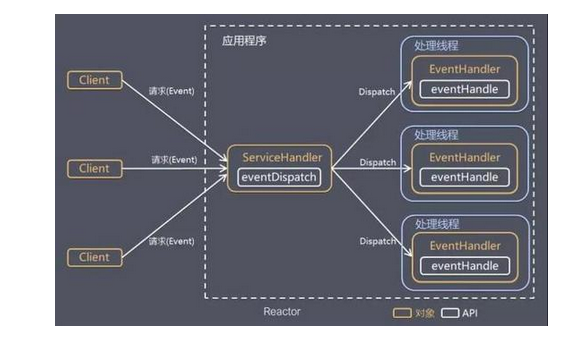 应用程序
Client
请求(Event)
Client
请求(Event)
Client
请求(Event)
ServiceHandler
eventDispatch
Dispatch
处理线程
EventHandler
eventHandle
Dispatch
处理线程
EventHandler
eventHandle
Dispatch
处理线程
EventHandler
eventHandle
Reactor
对象
API